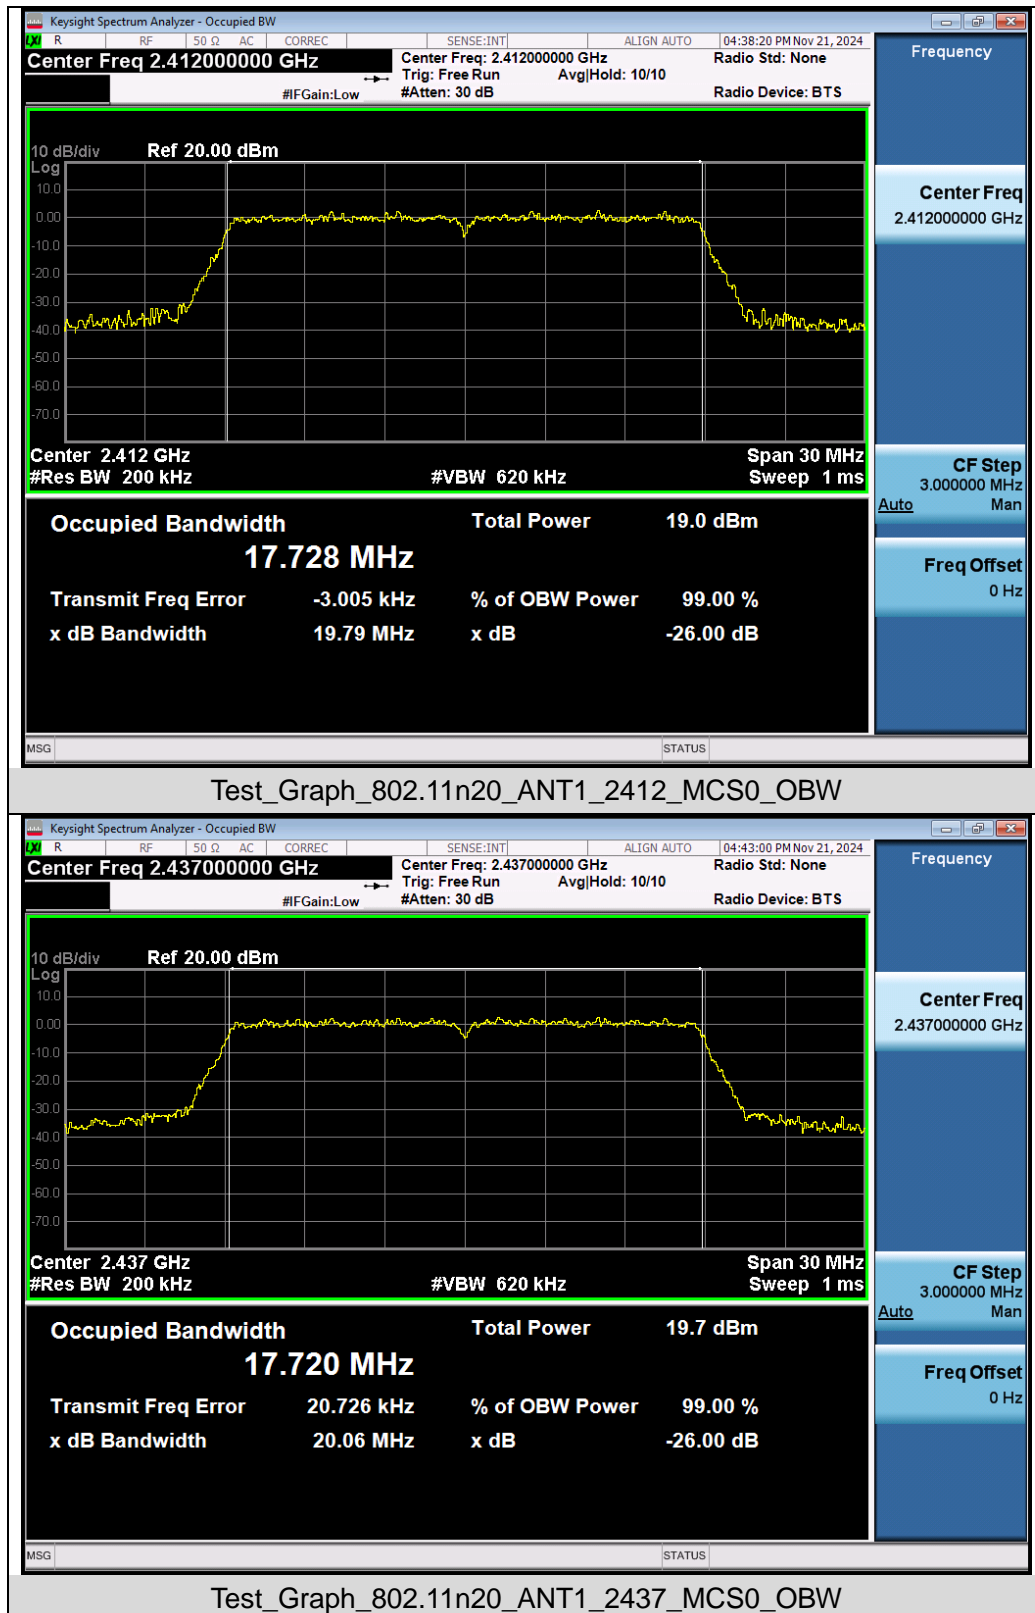 Keysight Spectrum Analyzer - Occupied BW
LXI R RF 50 Ω AC CORREC SENSE:INT ALIGN AUTO 04:38:20 PM Nov 21, 2024
Center Freq 2.412000000 GHz
Center Freq: 2.412000000 GHz
Radio Std: None
Trig: Free Run Avg|Hold: 10/10
#IFGain:Low
#Atten: 30 dB
Radio Device: BTS
Frequency
10 dB/div Ref 20.00 dBm
Log
10.0
0.00
-10.0
-20.0
-30.0
-40.0
-50.0
-60.0
-70.0
Center Freq
2.412000000 GHz
Center 2.412 GHz Span 30 MHz
#Res BW 200 kHz #VBW 620 kHz Sweep 1 ms
CF Step
3.000000 MHz
Auto Man
Freq Offset
0 Hz
Occupied Bandwidth Total Power 19.0 dBm
17.728 MHz
Transmit Freq Error -3.005 kHz % of OBW Power 99.00 %
x dB Bandwidth 19.79 MHz x dB -26.00 dB
MSG STATUS
Test_Graph_802.11n20_ANT1_2412_MCS0_OBW
Keysight Spectrum Analyzer - Occupied BW
LXI R RF 50 Ω AC CORREC SENSE:INT ALIGN AUTO 04:43:00 PM Nov 21, 2024
Center Freq 2.437000000 GHz
Center Freq: 2.437000000 GHz
Radio Std: None
Trig: Free Run Avg|Hold: 10/10
#IFGain:Low
#Atten: 30 dB
Radio Device: BTS
Frequency
10 dB/div Ref 20.00 dBm
Log
10.0
0.00
-10.0
-20.0
-30.0
-40.0
-50.0
-60.0
-70.0
Center Freq
2.437000000 GHz
Center 2.437 GHz Span 30 MHz
#Res BW 200 kHz #VBW 620 kHz Sweep 1 ms
CF Step
3.000000 MHz
Auto Man
Freq Offset
0 Hz
Occupied Bandwidth Total Power 19.7 dBm
17.720 MHz
Transmit Freq Error 20.726 kHz % of OBW Power 99.00 %
x dB Bandwidth 20.06 MHz x dB -26.00 dB
MSG STATUS
Test_Graph_802.11n20_ANT1_2437_MCS0_OBW